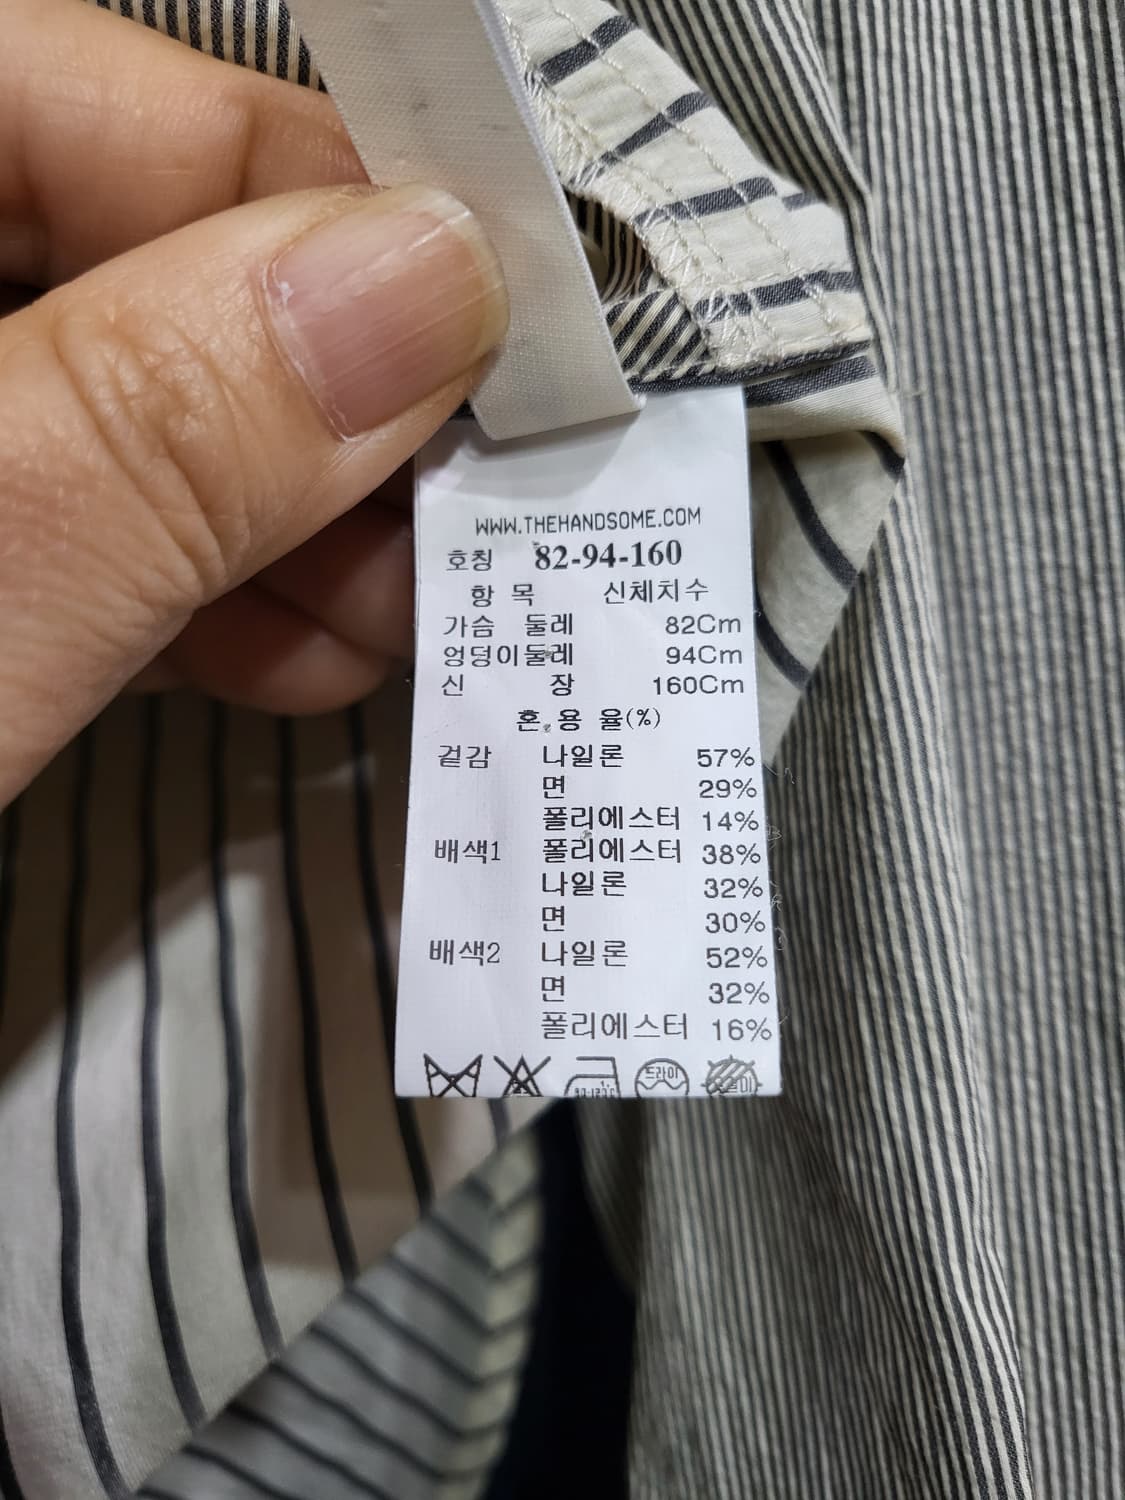 WWW.THEHANDSOME.COM
호칭 82-94-160
항 목 신체치수
가슴 둘레 82Cm
엉덩이둘레 94Cm
신 장 160Cm
혼 용 율(%)
겉감 나일론 57%
면 29%
폴리에스터 14%
배색1 폴리에스터 38%
나일론 32%
면 30%
배색2 나일론 52%
면 32%
폴리에스터 16%
드라이